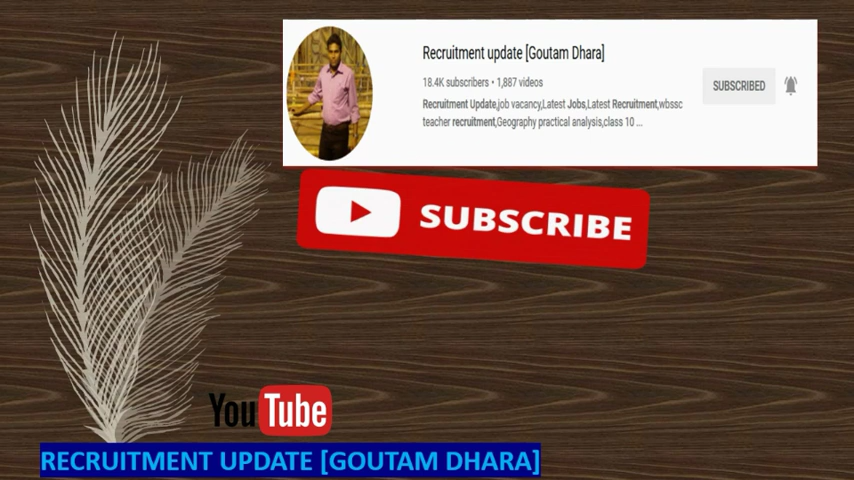 Recruitment update [Goutam Dhara]
18.4K subscribers • 1,887 videos
SUBSCRIBED
Recruitment Update,job vacancy,Latest Jobs,Latest Recruitment,wbssc
teacher recruitment,Geography practical analysis,class 10 ...
SUBSCRIBE
YouTube
RECRUITMENT UPDATE [GOUTAM DHARA]